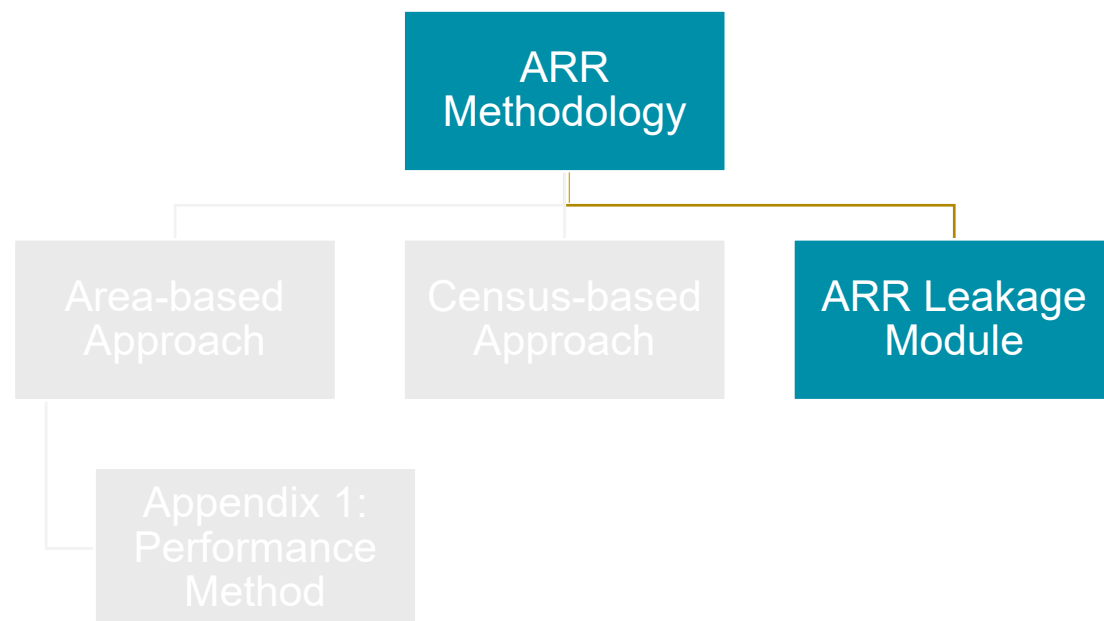 ARR
Methodology
Area-based
Approach
Census-based
Approach
ARR Leakage
Module
Appendix 1:
Performance
Method